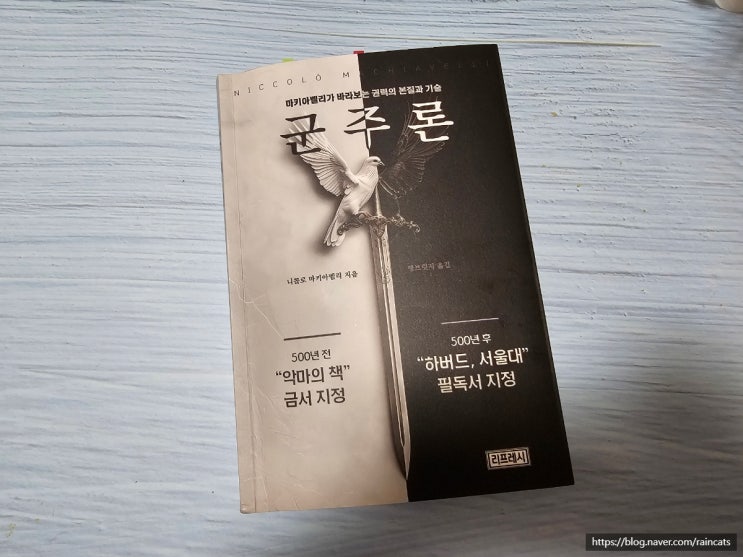 NICCOLÒ MACHIAVELLI
마키아벨리가 바라보는 권력의 본질과 기술
군주론
니콜로 마키아벨리 지음
옮김
500년 전
“악마의 책”
금서 지정
500년 후
“하버드, 서울대”
필독서 지정
리프레시
https://blog.naver.com/raincats